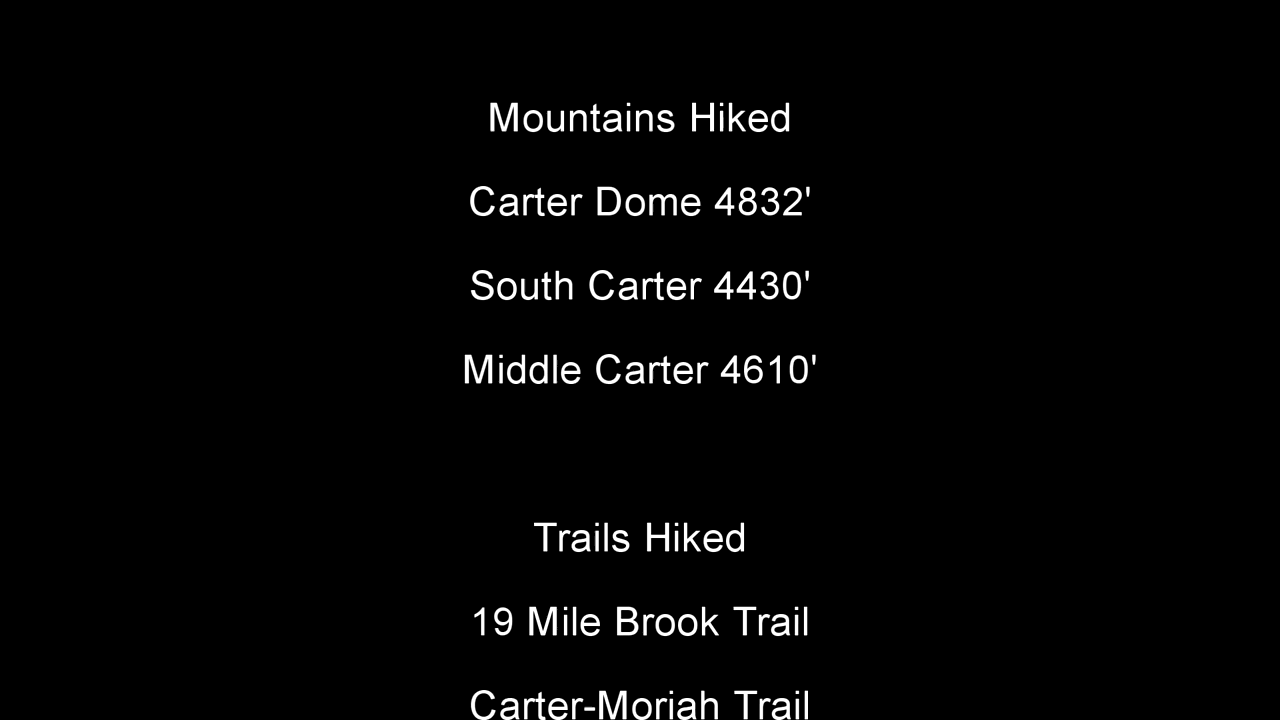 Mountains Hiked
Carter Dome 4832'
South Carter 4430'
Middle Carter 4610'
Trails Hiked
19 Mile Brook Trail
Carter-Moriah Trail